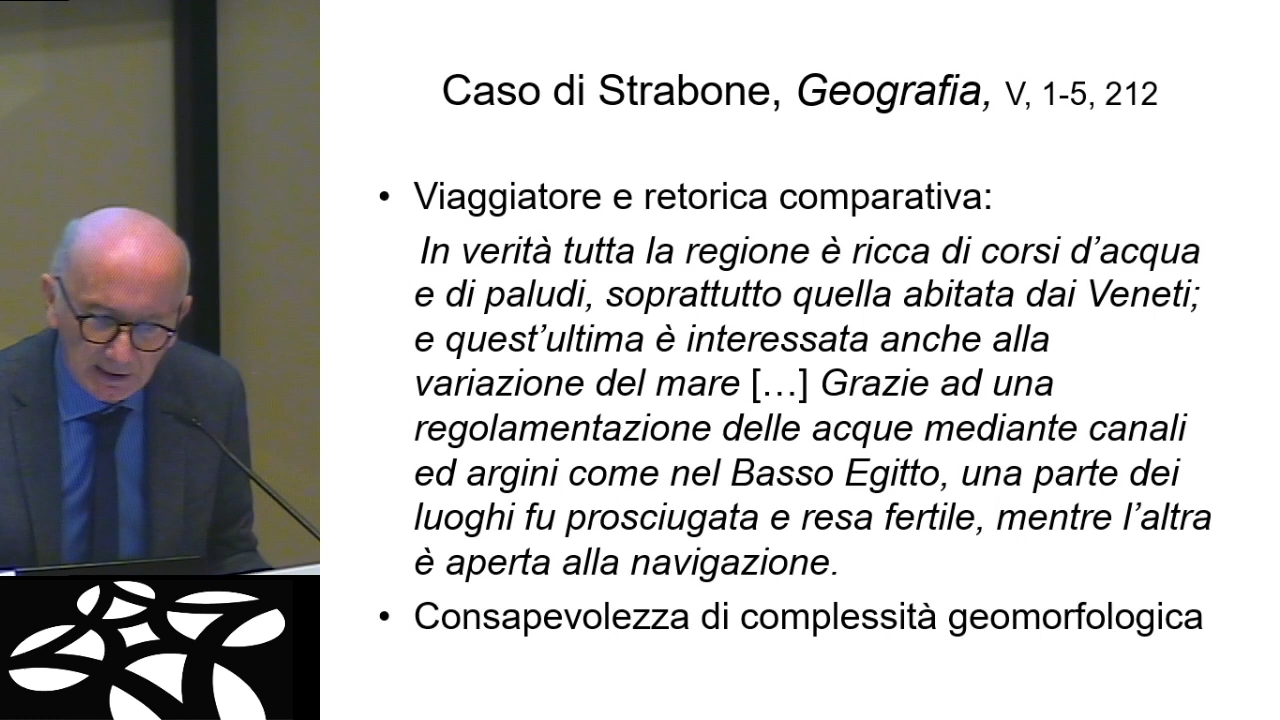 Caso di Strabone, Geografia, V, 1-5, 212
• Viaggiatore e retorica comparativa:
In verità tutta la regione è ricca di corsi d’acqua
e di paludi, soprattutto quella abitata dai Veneti;
e quest’ultima è interessata anche alla
variazione del mare […] Grazie ad una
regolamentazione delle acque mediante canali
ed argini come nel Basso Egitto, una parte dei
luoghi fu prosciugata e resa fertile, mentre l’altra
è aperta alla navigazione.
• Consapevolezza di complessità geomorfologica